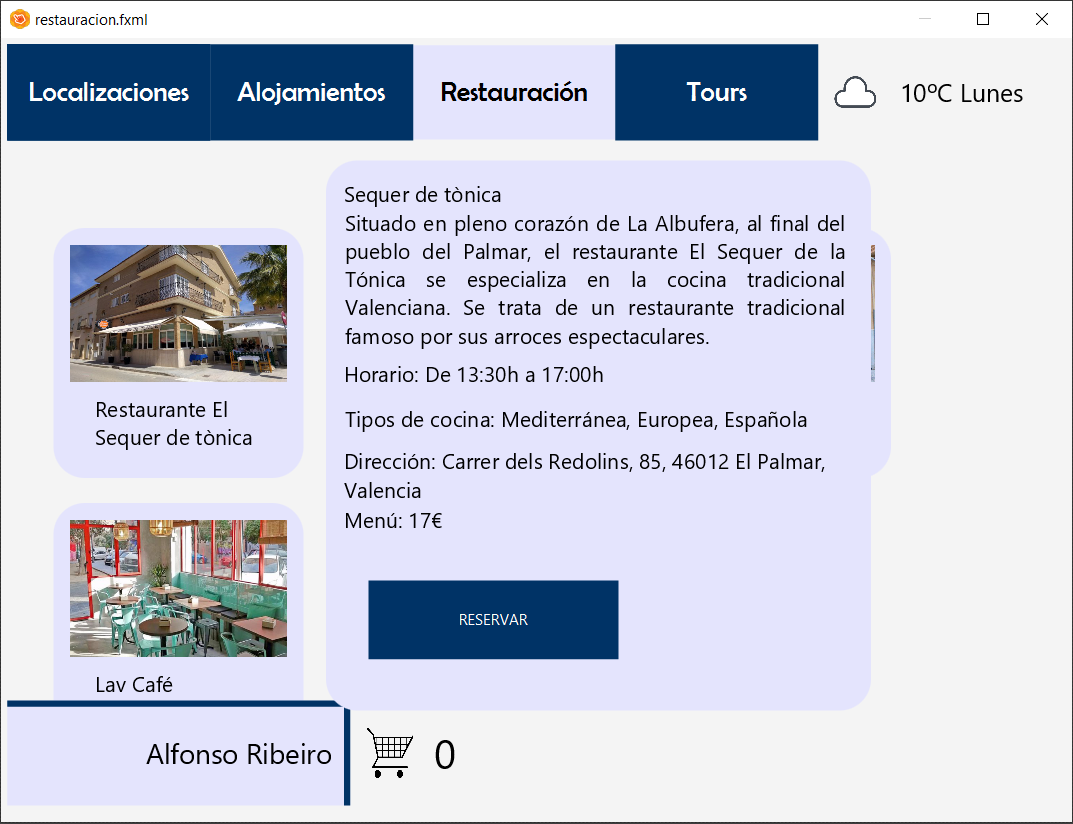 restauracion.fxml
Localizaciones
Alojamientos
Restauración
Tours
10ºC Lunes
Sequer de tònica
Situado en pleno corazón de La Albufera, al final del
pueblo del Palmar, el restaurante El Sequer de la
Tónica se especializa en la cocina tradicional
Valenciana. Se trata de un restaurante tradicional
famoso por sus arroces espectaculares.
Horario: De 13:30h a 17:00h
Tipos de cocina: Mediterránea, Europea, Española
Dirección: Carrer dels Redolins, 85, 46012 El Palmar,
Valencia
Menú: 17€
RESERVAR
Restaurante El
Sequer de tònica
Lav Café
Alfonso Ribeiro
0